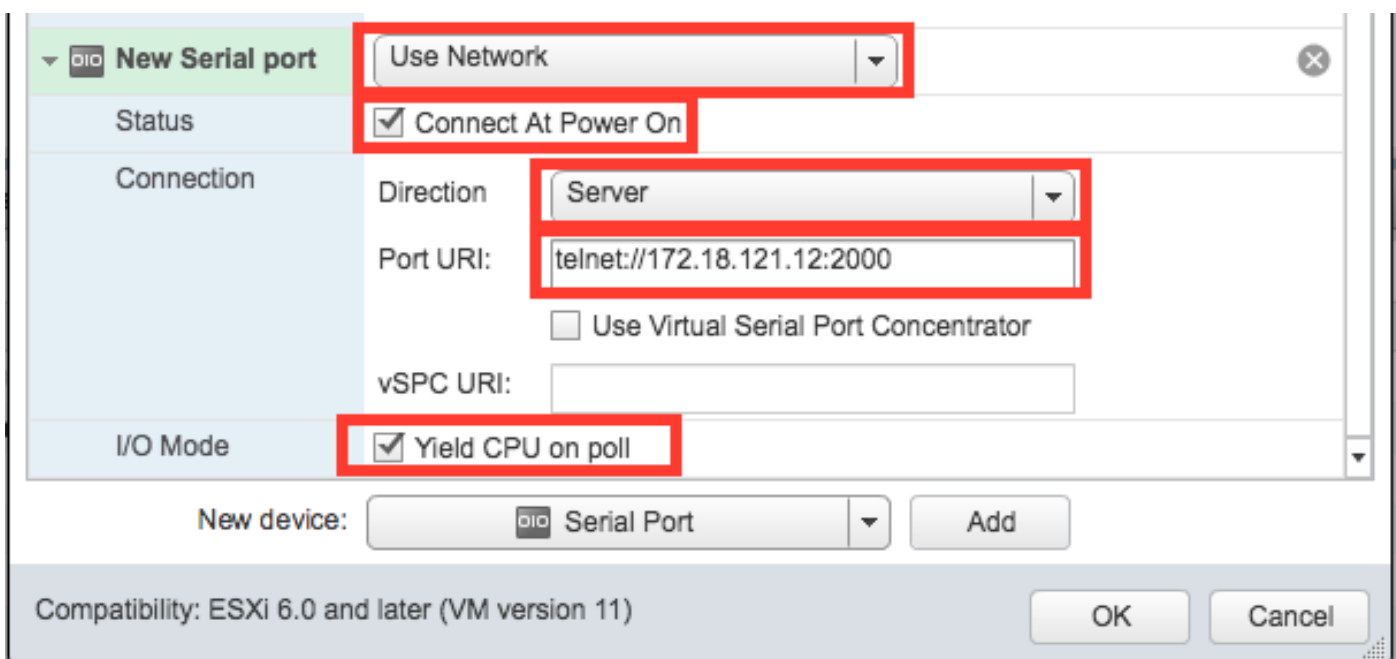 New Serial port Use Network
Status Connect At Power On
Connection Direction Server
Port URI: telnet://172.18.121.12:2000
Use Virtual Serial Port Concentrator
vSPC URI:
I/O Mode Yield CPU on poll
New device: Serial Port Add
Compatibility: ESXi 6.0 and later (VM version 11) OK Cancel